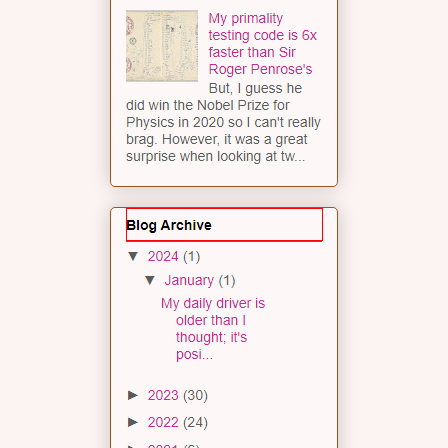 My primality
testing code is 6x
faster than Sir
Roger Penrose's
But, I guess he
did win the Nobel Prize for
Physics in 2020 so I can't really
brag. However, it was a great
surprise when looking at tw...
Blog Archive
▼ 2024 (1)
▼ January (1)
My daily driver is
older than I
thought; it's
posi...
► 2023 (30)
► 2022 (24)